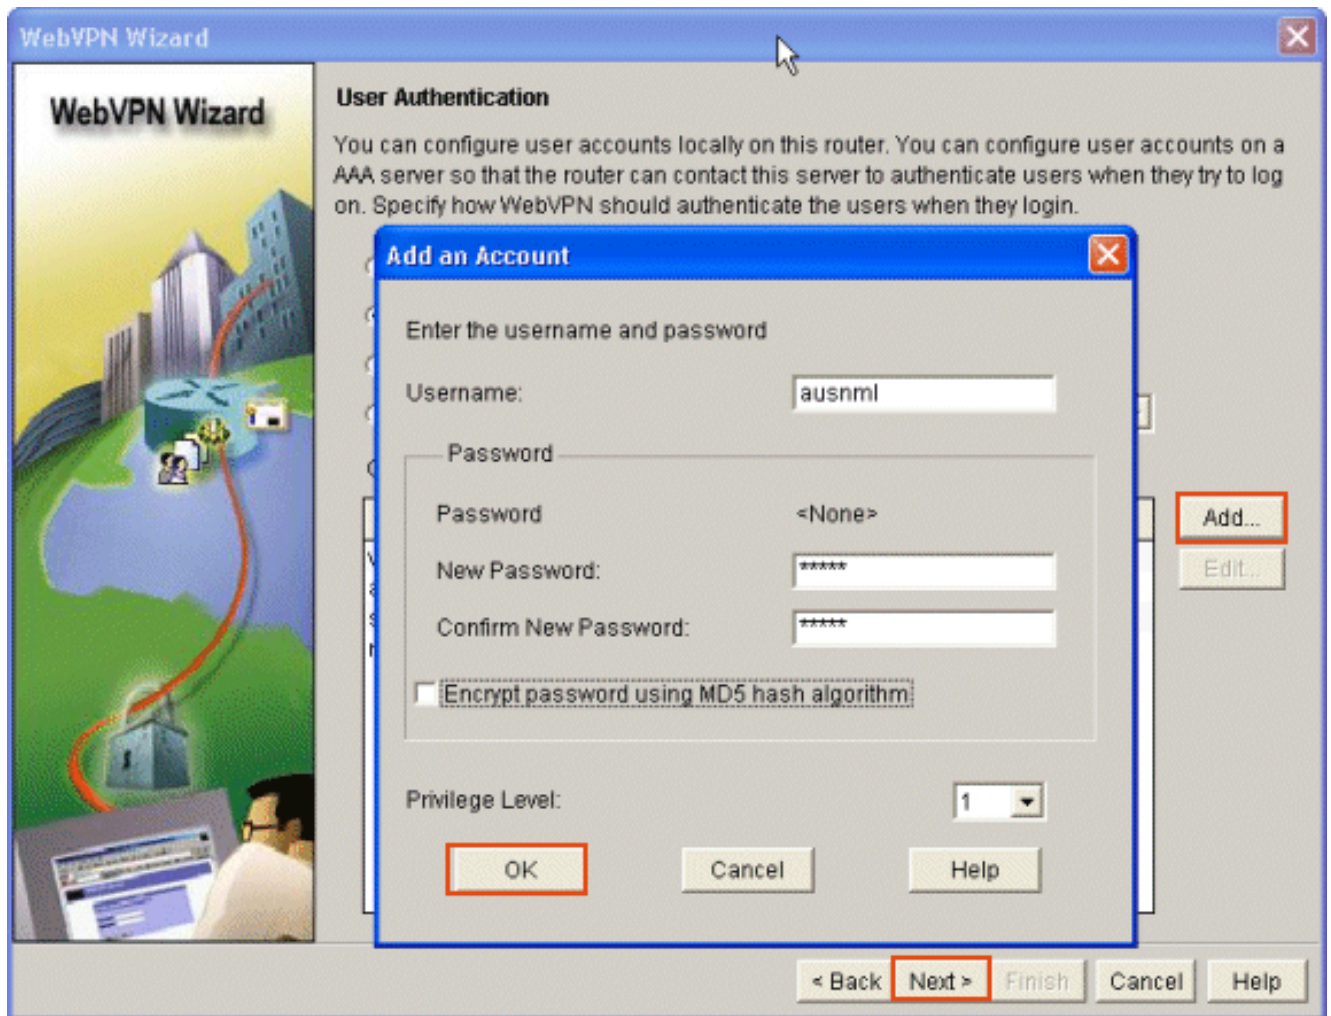 WebVPN Wizard
WebVPN Wizard
User Authentication
You can configure user accounts locally on this router. You can configure user accounts on a
AAA server so that the router can contact this server to authenticate users when they try to log
on. Specify how WebVPN should authenticate the users when they login.
Add an Account
Enter the username and password
Username: ausnml
Password
Password <None>
New Password: *****
Confirm New Password: *****
Encrypt password using MD5 hash algorithm
Privilege Level: 1
OK Cancel Help
Add...
Edit...
< Back Next > Finish Cancel Help